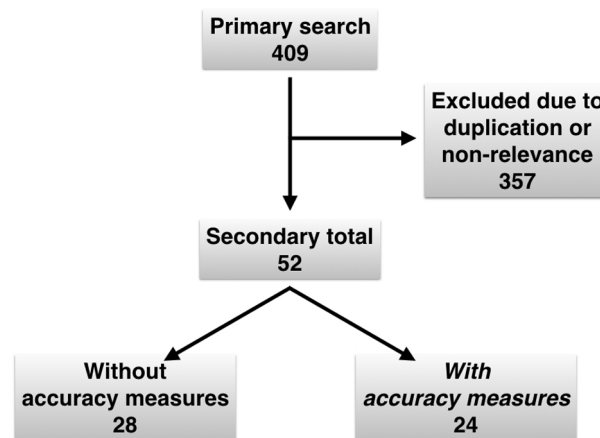 Primary search
409
Excluded due to
duplication or
non-relevance
357
Secondary total
52
Without
accuracy measures
28
With
accuracy measures
24